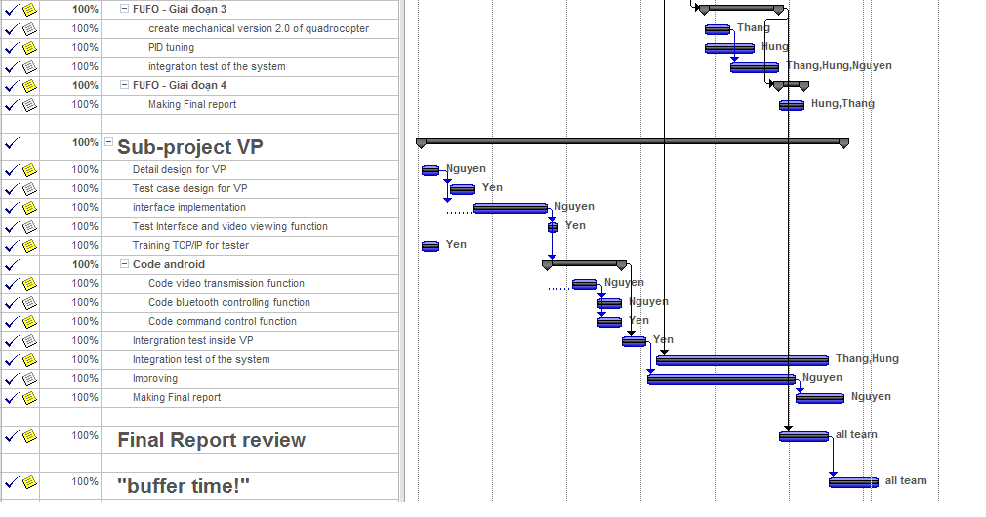 100% FUFO - Giai đoạn 3
100% create mechanical version 2.0 of quadrocopter Thang
100% PID tuning Hung
100% integration test of the system Thang,Hung,Nguyen
100% FUFO - Giai đoạn 4
100% Making Final report Hung,Thang
100% Sub-project VP
100% Detail design for VP Nguyen
100% Test case design for VP Yen
100% interface implementation Nguyen
100% Test Interface and video viewing function Yen
100% Training TCP/IP for tester Yen
100% Code android
100% Code video transmission function Nguyen
100% Code bluetooth controlling function Nguyen
100% Code command control function Yen
100% Intergration test inside VP Yen
100% Integration test of the system Thang,Hung
100% Improving Nguyen
100% Making Final report Nguyen
100% Final Report review all team
100% "buffer time!" all team